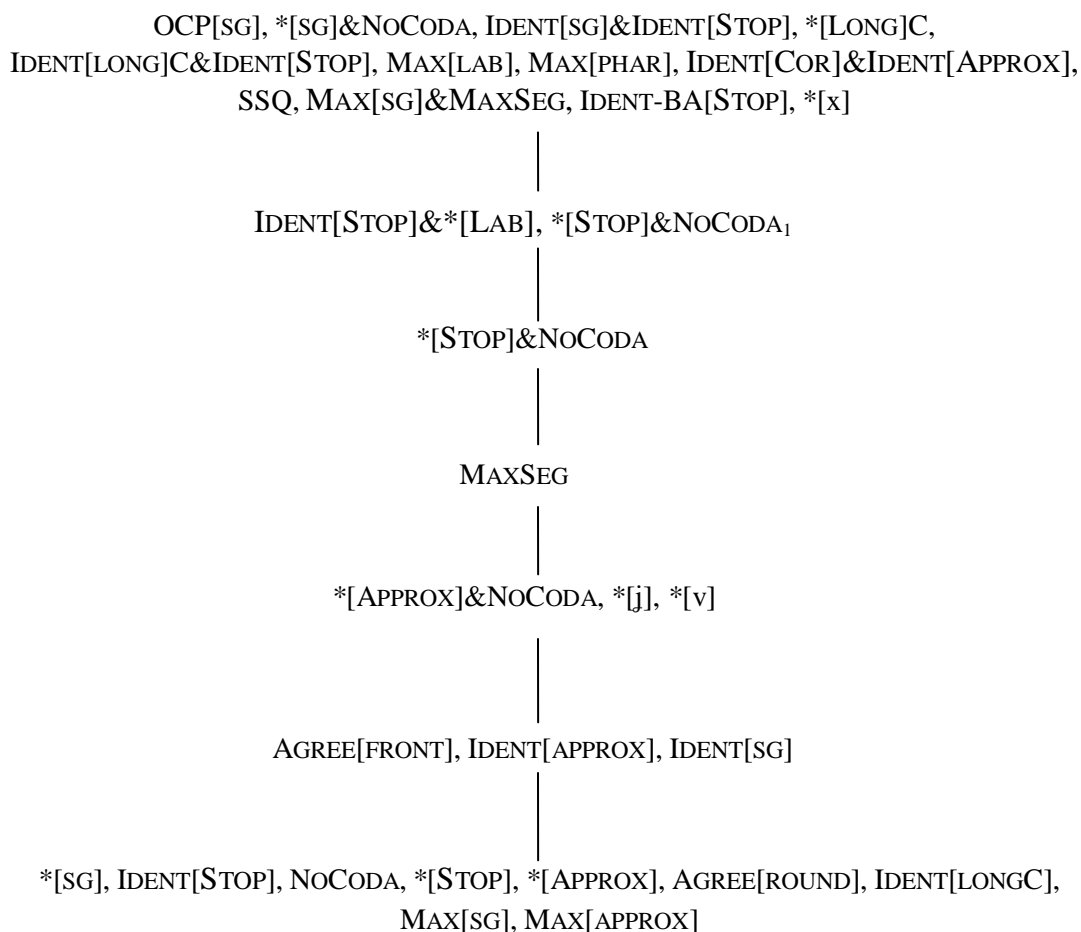 OCP[SG], *[SG]&NOCODA, IDENT[SG]&IDENT[STOP], *[LONG]C,
IDENT[LONG]C&IDENT[STOP], MAX[LAB], MAX[PHAR], IDENT[COR]&IDENT[APPROX],
SSQ, MAX[SG]&MAXSEG, IDENT-BA[STOP], *[x]
IDENT[STOP]&*[LAB], *[STOP]&NOCODA₁
*[STOP]&NOCODA
MAXSEG
*[APPROX]&NOCODA, *[j̞], *[v]
AGREE[FRONT], IDENT[APPROX], IDENT[SG]
*[SG], IDENT[STOP], NOCODA, *[STOP], *[APPROX], AGREE[ROUND], IDENT[LONGC],
MAX[SG], MAX[APPROX]